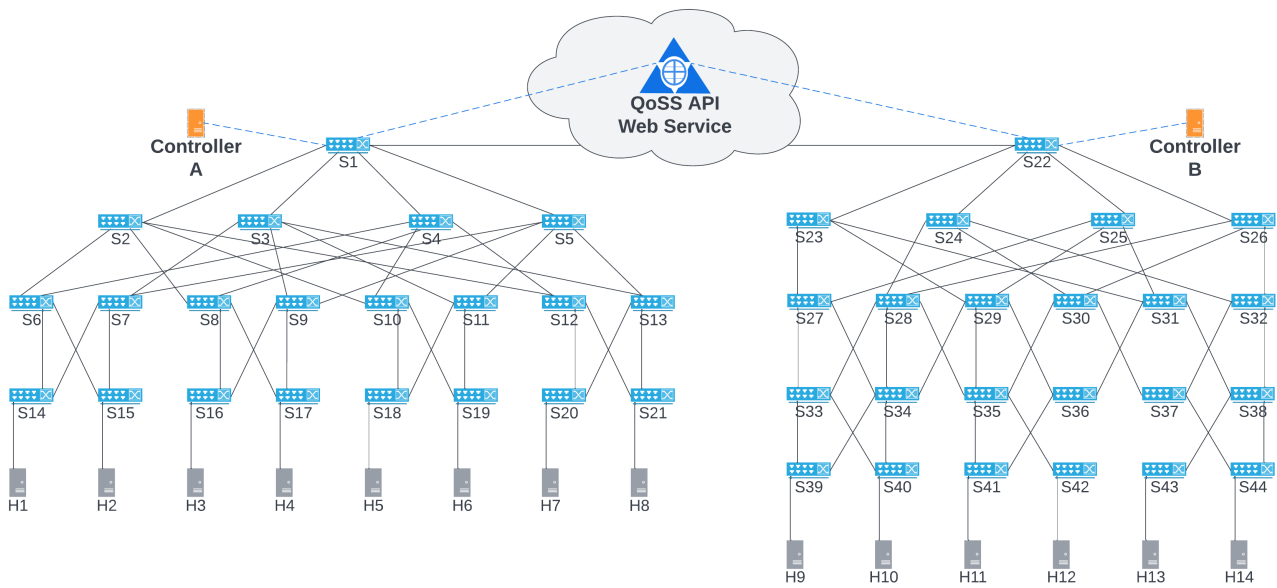 QoSS API
Web Service
Controller
A
Controller
B
S1
S22
S2
S3
S4
S5
S23
S24
S25
S26
S6
S7
S8
S9
S10
S11
S12
S13
S27
S28
S29
S30
S31
S32
S14
S15
S16
S17
S18
S19
S20
S21
S33
S34
S35
S36
S37
S38
H1
H2
H3
H4
H5
H6
H7
H8
S39
S40
S41
S42
S43
S44
H9
H10
H11
H12
H13
H14